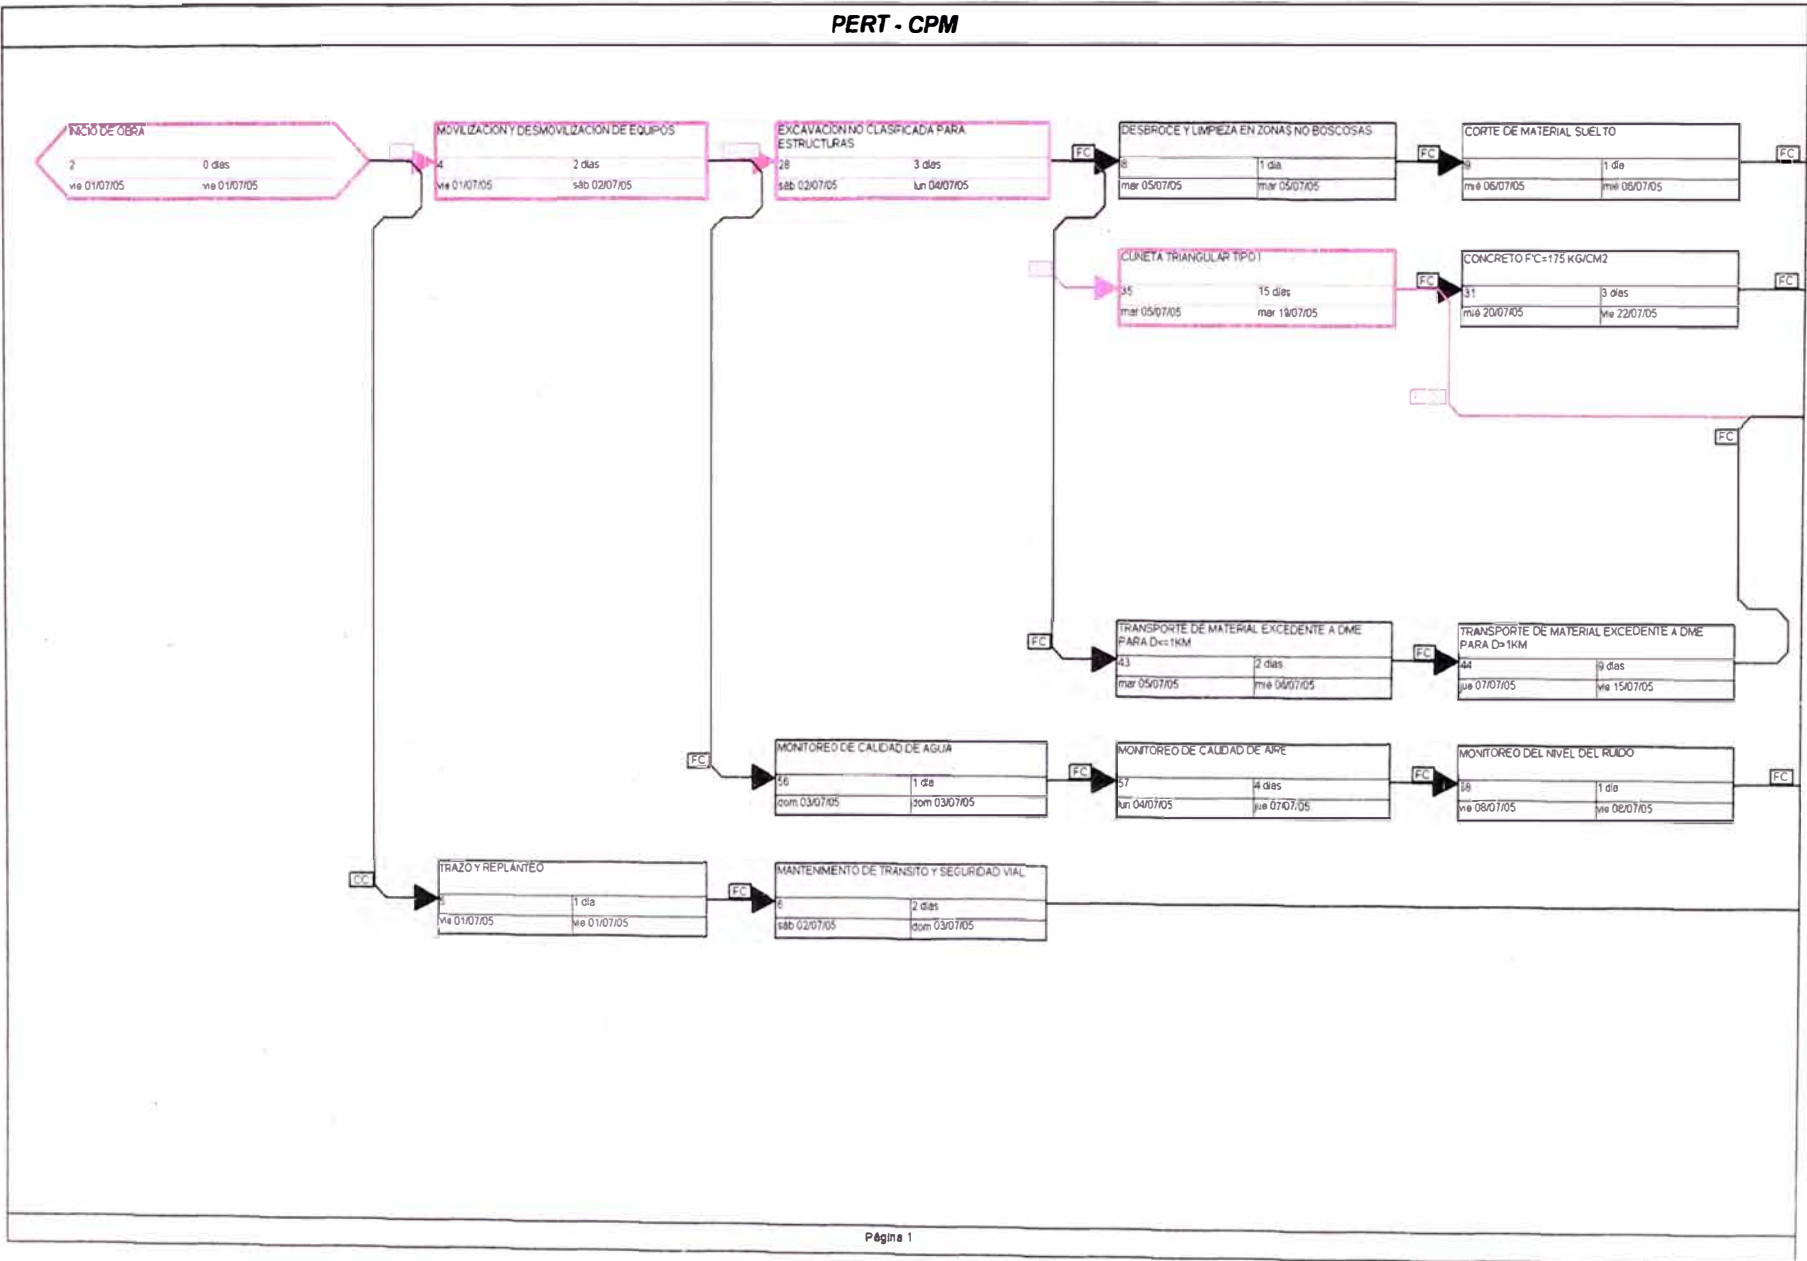 PERT - CPM
INICIO DE OBRA
2 0 días
vie 01/07/05 vie 01/07/05
MOVILIZACION Y DESMOVILIZACION DE EQUIPOS
4 2 días
vie 01/07/05 sáb 02/07/05
EXCAVACION NO CLASIFICADA PARA
ESTRUCTURAS
28 3 días
sáb 02/07/05 lun 04/07/05
FC
DESBROCE Y LIMPIEZA EN ZONAS NO BOSCOSAS
8 1 día
mar 05/07/05 mar 05/07/05
FC
CORTE DE MATERIAL SUELTO
9 1 día
mié 06/07/05 mié 06/07/05
FC
CUNETA TRIANGULAR TIPO I
35 15 días
mar 05/07/05 mar 19/07/05
FC
CONCRETO F'C=175 KG/CM2
31 3 días
mié 20/07/05 vie 22/07/05
FC
FC
FC
TRANSPORTE DE MATERIAL EXCEDENTE A DME
PARA D<=1KM
43 2 días
mar 05/07/05 mié 06/07/05
FC
TRANSPORTE DE MATERIAL EXCEDENTE A DME
PARA D>1KM
44 9 días
jue 07/07/05 vie 15/07/05
FC
MONITOREO DE CALIDAD DE AGUA
56 1 día
dom 03/07/05 dom 03/07/05
FC
MONITOREO DE CALIDAD DE AIRE
57 4 días
lun 04/07/05 jue 07/07/05
FC
MONITOREO DEL NIVEL DEL RUIDO
58 1 día
vie 08/07/05 vie 08/07/05
FC
CC
TRAZO Y REPLANTEO
5 1 día
vie 01/07/05 vie 01/07/05
FC
MANTENIMIENTO DE TRANSITO Y SEGURIDAD VIAL
6 2 días
sáb 02/07/05 dom 03/07/05
Página 1